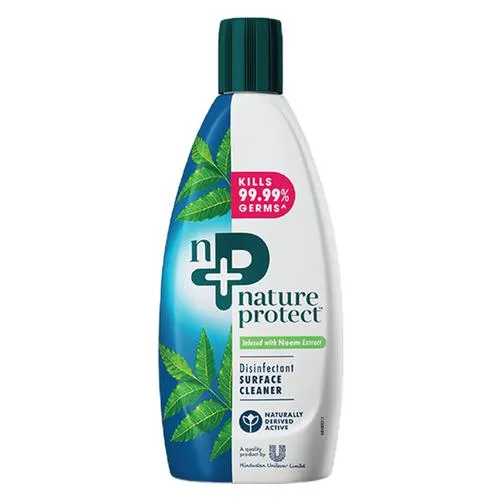 KILLS
99.99%
GERMS^
nP
nature
protect™
Infused with Neem Extract
Disinfectant
SURFACE
CLEANER
NATURALLY
DERIVED
ACTIVE
A quality
product by
Hindustan Unilever Limited